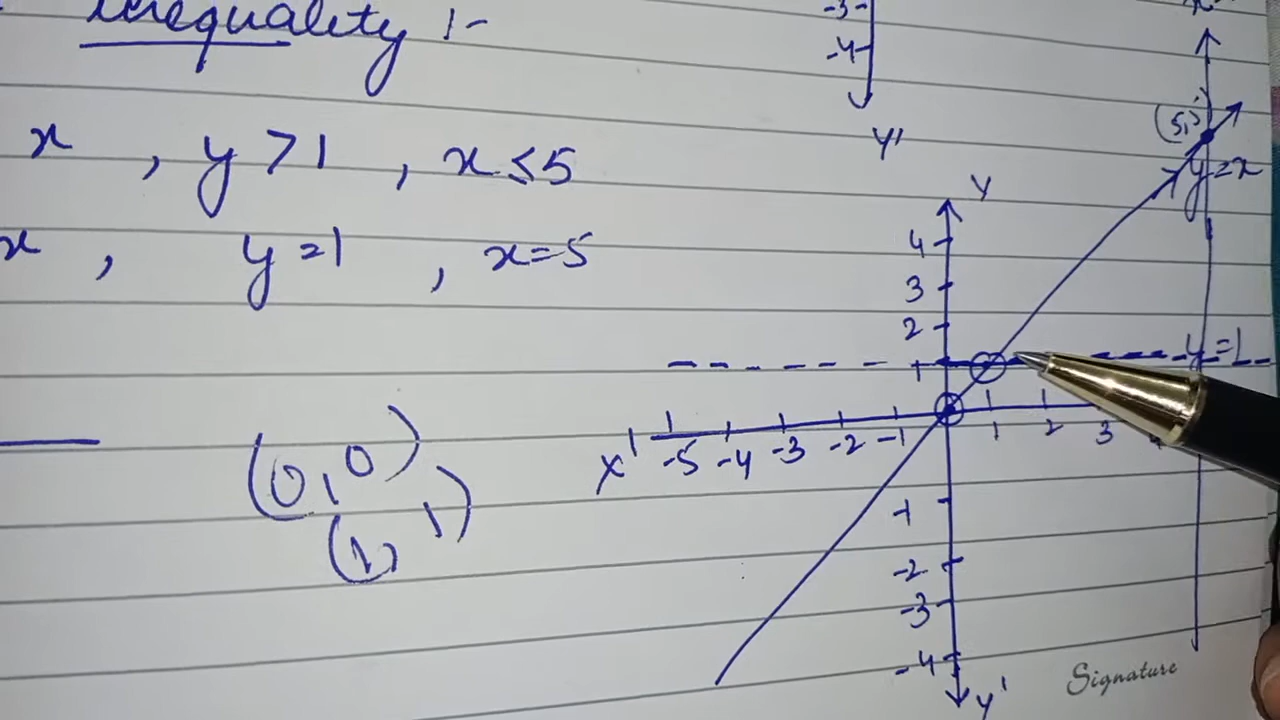 inequality :-
x , y > 1 , x ≤ 5
x , y = 1 , x = 5
(0, 0)
(1, 1)
-3
-4
Y'
(5,5)
y = x
Y
4
3
2
1
y = 1
X' -5 -4 -3 -2 -1 1 2 3 4
-1
-2
-3
-4
Y'
Signature